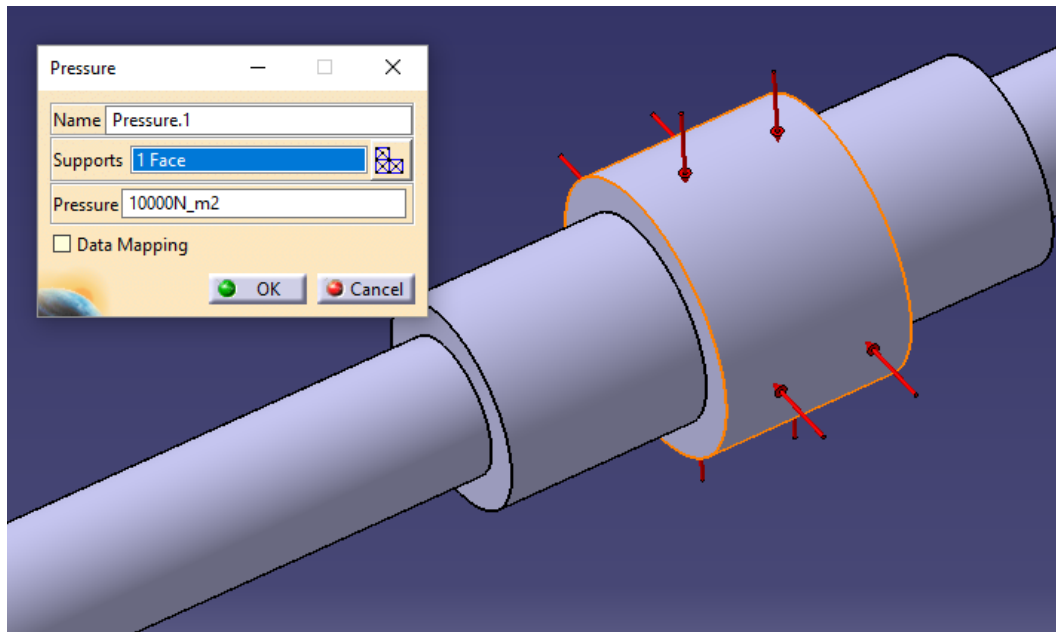 Pressure
Name Pressure.1
Supports 1 Face
Pressure 10000N_m2
Data Mapping
OK Cancel